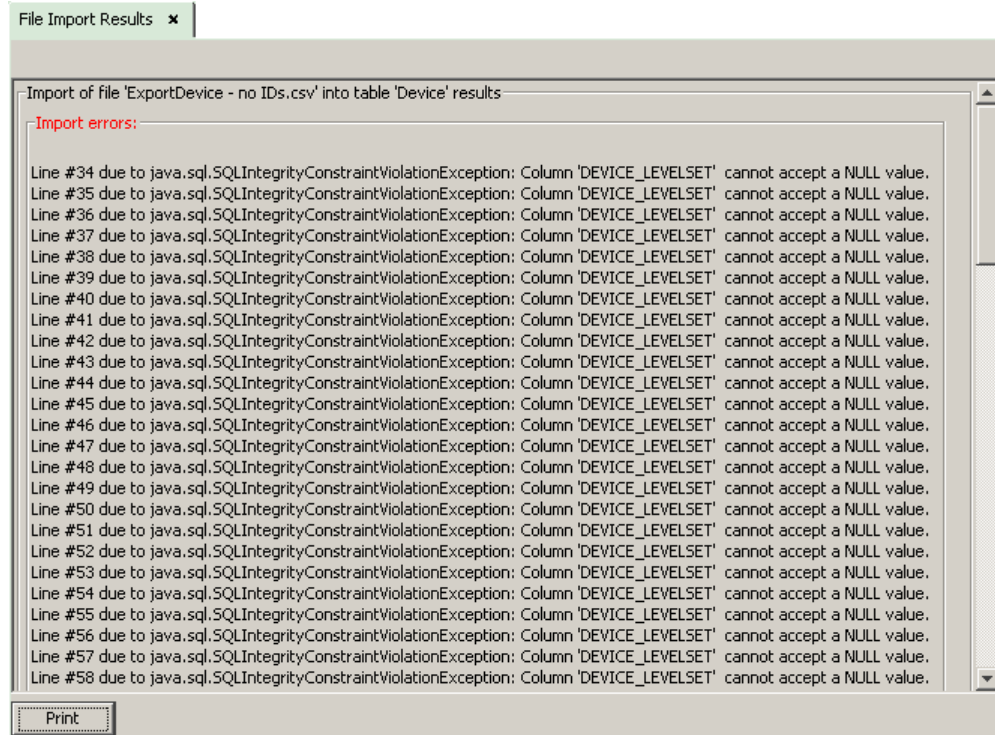 File Import Results ×
Import of file 'ExportDevice - no IDs.csv' into table 'Device' results
Import errors:
Line #34 due to java.sql.SQLIntegrityConstraintViolationException: Column 'DEVICE_LEVELSET' cannot accept a NULL value.
Line #35 due to java.sql.SQLIntegrityConstraintViolationException: Column 'DEVICE_LEVELSET' cannot accept a NULL value.
Line #36 due to java.sql.SQLIntegrityConstraintViolationException: Column 'DEVICE_LEVELSET' cannot accept a NULL value.
Line #37 due to java.sql.SQLIntegrityConstraintViolationException: Column 'DEVICE_LEVELSET' cannot accept a NULL value.
Line #38 due to java.sql.SQLIntegrityConstraintViolationException: Column 'DEVICE_LEVELSET' cannot accept a NULL value.
Line #39 due to java.sql.SQLIntegrityConstraintViolationException: Column 'DEVICE_LEVELSET' cannot accept a NULL value.
Line #40 due to java.sql.SQLIntegrityConstraintViolationException: Column 'DEVICE_LEVELSET' cannot accept a NULL value.
Line #41 due to java.sql.SQLIntegrityConstraintViolationException: Column 'DEVICE_LEVELSET' cannot accept a NULL value.
Line #42 due to java.sql.SQLIntegrityConstraintViolationException: Column 'DEVICE_LEVELSET' cannot accept a NULL value.
Line #43 due to java.sql.SQLIntegrityConstraintViolationException: Column 'DEVICE_LEVELSET' cannot accept a NULL value.
Line #44 due to java.sql.SQLIntegrityConstraintViolationException: Column 'DEVICE_LEVELSET' cannot accept a NULL value.
Line #45 due to java.sql.SQLIntegrityConstraintViolationException: Column 'DEVICE_LEVELSET' cannot accept a NULL value.
Line #46 due to java.sql.SQLIntegrityConstraintViolationException: Column 'DEVICE_LEVELSET' cannot accept a NULL value.
Line #47 due to java.sql.SQLIntegrityConstraintViolationException: Column 'DEVICE_LEVELSET' cannot accept a NULL value.
Line #48 due to java.sql.SQLIntegrityConstraintViolationException: Column 'DEVICE_LEVELSET' cannot accept a NULL value.
Line #49 due to java.sql.SQLIntegrityConstraintViolationException: Column 'DEVICE_LEVELSET' cannot accept a NULL value.
Line #50 due to java.sql.SQLIntegrityConstraintViolationException: Column 'DEVICE_LEVELSET' cannot accept a NULL value.
Line #51 due to java.sql.SQLIntegrityConstraintViolationException: Column 'DEVICE_LEVELSET' cannot accept a NULL value.
Line #52 due to java.sql.SQLIntegrityConstraintViolationException: Column 'DEVICE_LEVELSET' cannot accept a NULL value.
Line #53 due to java.sql.SQLIntegrityConstraintViolationException: Column 'DEVICE_LEVELSET' cannot accept a NULL value.
Line #54 due to java.sql.SQLIntegrityConstraintViolationException: Column 'DEVICE_LEVELSET' cannot accept a NULL value.
Line #55 due to java.sql.SQLIntegrityConstraintViolationException: Column 'DEVICE_LEVELSET' cannot accept a NULL value.
Line #56 due to java.sql.SQLIntegrityConstraintViolationException: Column 'DEVICE_LEVELSET' cannot accept a NULL value.
Line #57 due to java.sql.SQLIntegrityConstraintViolationException: Column 'DEVICE_LEVELSET' cannot accept a NULL value.
Line #58 due to java.sql.SQLIntegrityConstraintViolationException: Column 'DEVICE_LEVELSET' cannot accept a NULL value.
Print